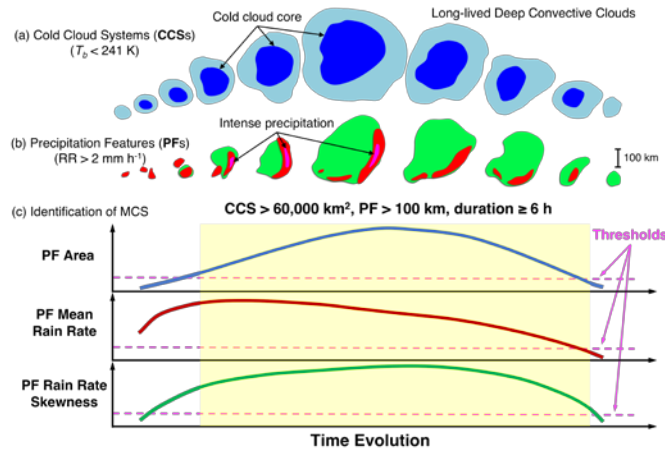 Cold cloud core
Long-lived Deep Convective Clouds
(a) Cold Cloud Systems (CCSs)
(Tb < 241 K)
Intense precipitation
(b) Precipitation Features (PFs)
(RR > 2 mm h⁻¹)
100 km
(c) Identification of MCS
CCS > 60,000 km², PF > 100 km, duration ≥ 6 h
Thresholds
PF Area
PF Mean
Rain Rate
PF Rain Rate
Skewness
Time Evolution